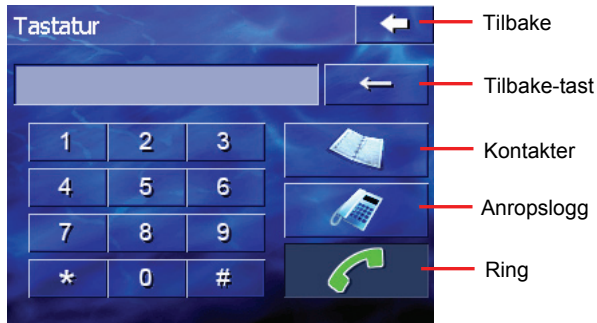 Tastatur
Tilbake
Tilbake-tast
1 2 3
Kontakter
4 5 6
Anropslogg
7 8 9
* 0 #
Ring